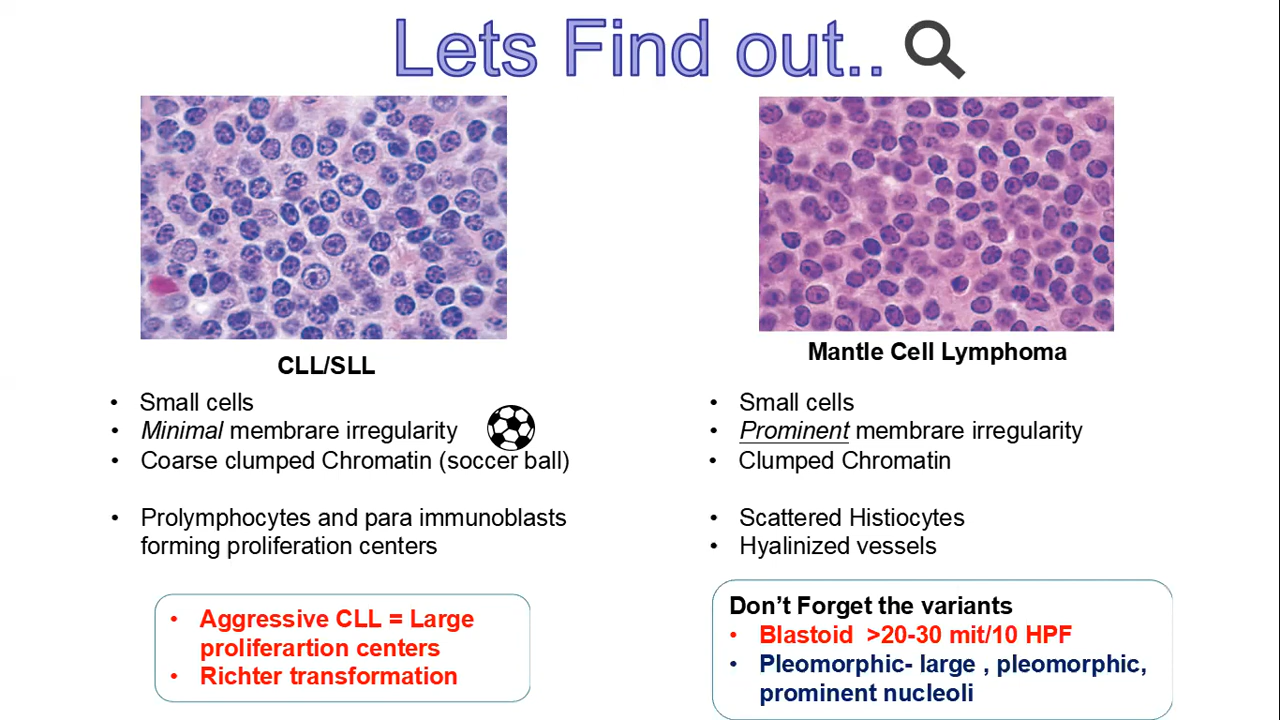 Lets Find out..
CLL/SLL
• Small cells
• Minimal membrare irregularity
• Coarse clumped Chromatin (soccer ball)
• Prolymphocytes and para immunoblasts
forming proliferation centers
• Aggressive CLL = Large
proliferartion centers
• Richter transformation
Mantle Cell Lymphoma
• Small cells
• Prominent membrare irregularity
• Clumped Chromatin
• Scattered Histiocytes
• Hyalinized vessels
Don’t Forget the variants
• Blastoid >20-30 mit/10 HPF
• Pleomorphic- large , pleomorphic,
prominent nucleoli